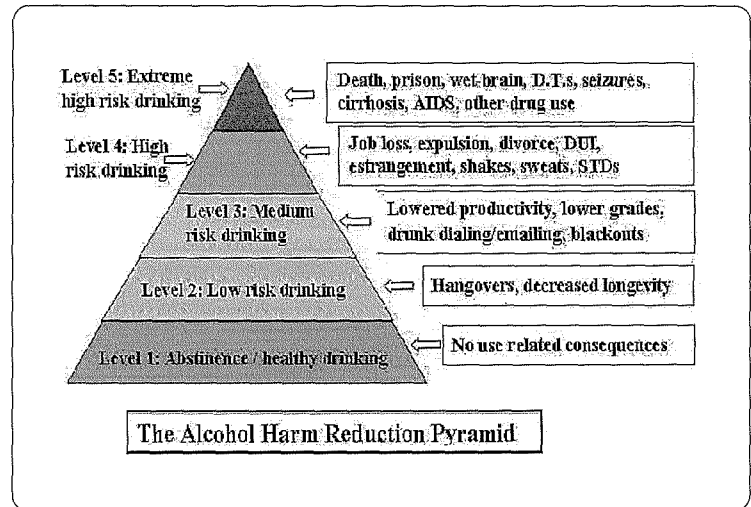 Level 5: Extreme
high risk drinking
Death, prison, wet brain, D.T.s, seizures,
cirrhosis, AIDS, other drug use
Level 4: High
risk drinking
Job loss, expulsion, divorce, DUI,
estrangement, shakes, sweats, STDs
Level 3: Medium
risk drinking
Lowered productivity, lower grades,
drunk dialing/emailing, blackouts
Level 2: Low risk drinking
Hangovers, decreased longevity
Level 1: Abstinence / healthy drinking
No use related consequences
The Alcohol Harm Reduction Pyramid